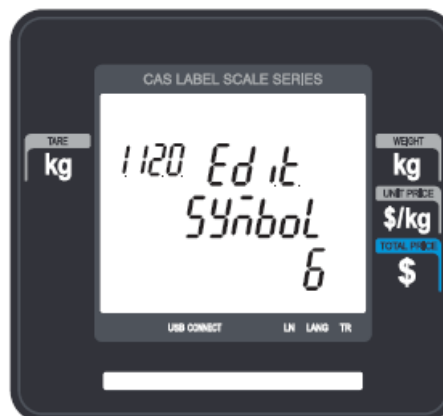 CAS LABEL SCALE SERIES
TARE
kg
1120 Edit
SYmboL
6
WEIGHT
kg
UNIT PRICE
$/kg
TOTAL PRICE
$
USB CONNECT LN LANG TR